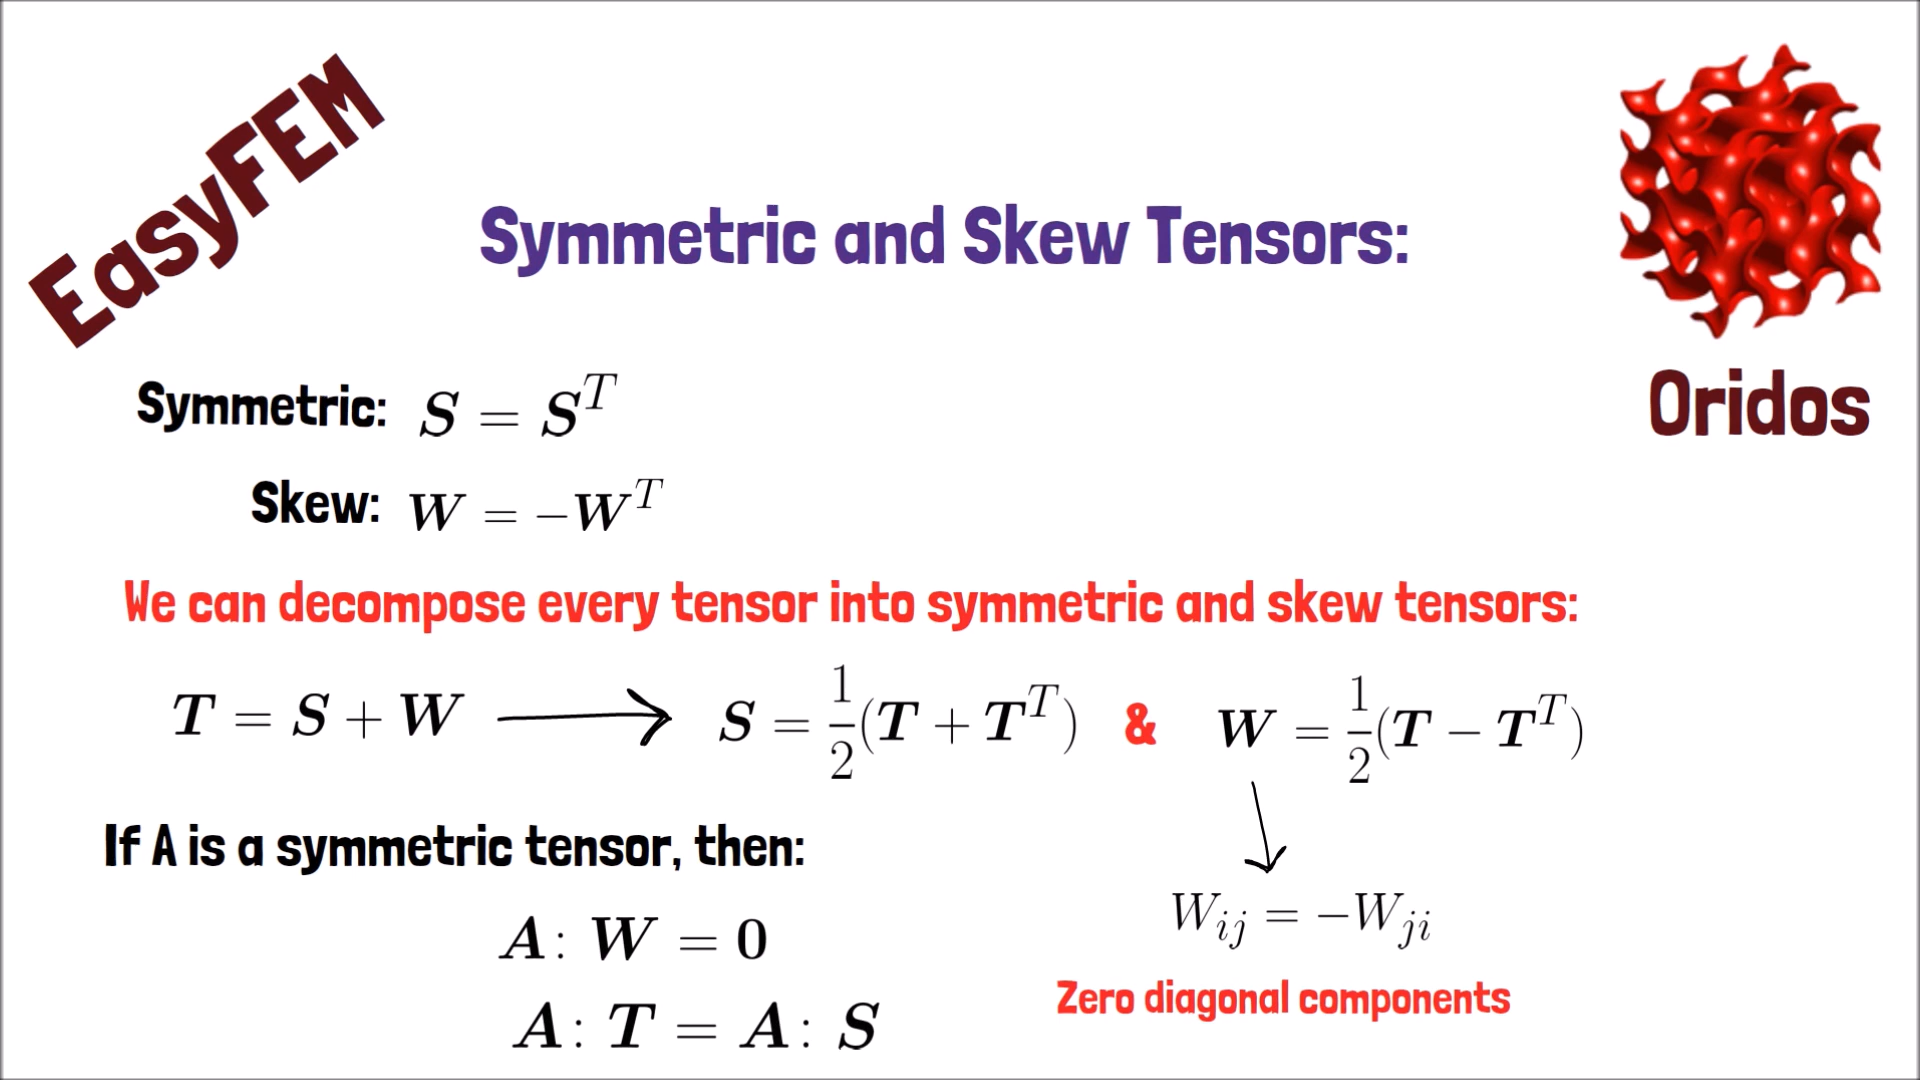 EasyFEM
Symmetric and Skew Tensors:
Oridos
Symmetric: S = S^T
Skew: W = -W^T
We can decompose every tensor into symmetric and skew tensors:
T = S + W → S = 1/2(T + T^T) & W = 1/2(T - T^T)
If A is a symmetric tensor, then:
W_ij = -W_ji
A: W = 0
Zero diagonal components
A: T = A: S